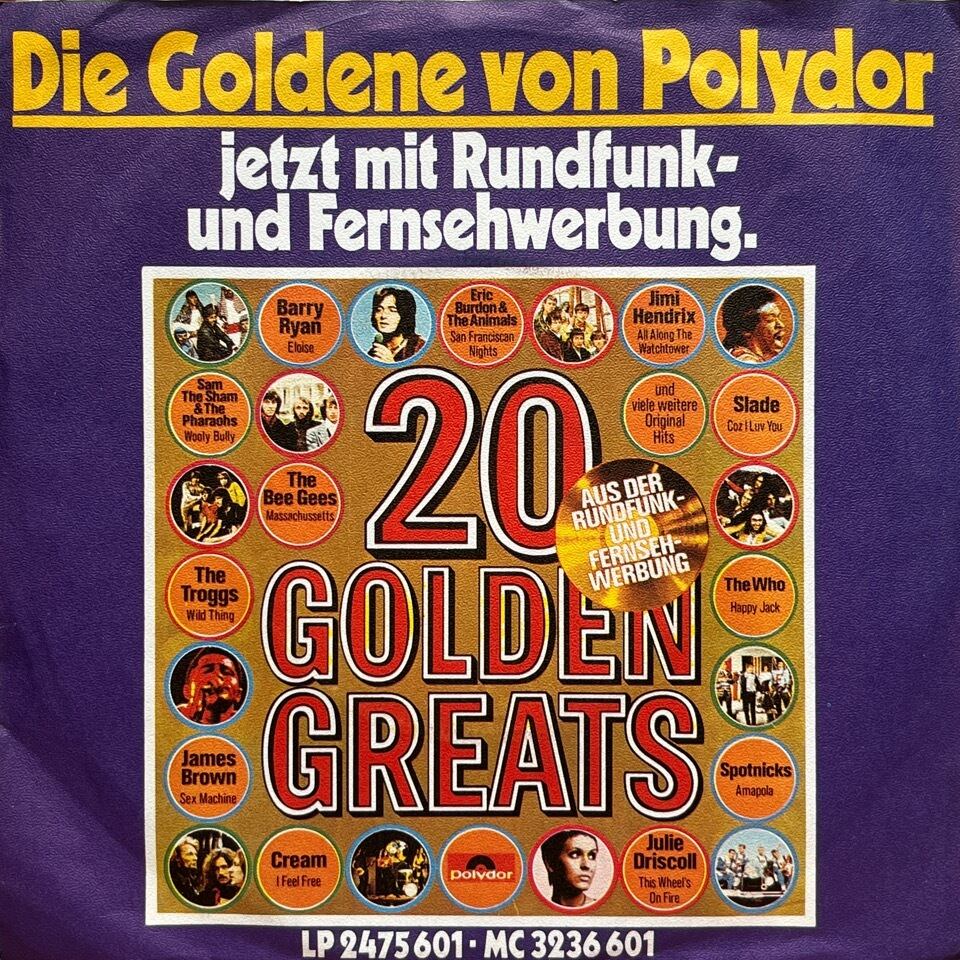 Die Goldene von Polydor
jetzt mit Rundfunk-
und Fernsehwerbung.
Barry
Ryan
Eloise
Eric
Burdon &
The Animals
San Franciscan
Nights
Jimi
Hendrix
All Along The
Watchtower
Sam
The Sham
& The
Pharaohs
Wooly Bully
und
viele weitere
Original
Hits
Slade
Coz I Luv You
The
Bee Gees
Massachussetts
20
GOLDEN
GREATS
AUS DER
RUNDFUNK-
UND
FERNSEH-
WERBUNG
The
Troggs
Wild Thing
The Who
Happy Jack
James
Brown
Sex Machine
Spotnicks
Amapola
Cream
I Feel Free
polydor
Julie
Driscoll
This Wheel's
On Fire
LP 2475 601 · MC 3236 601